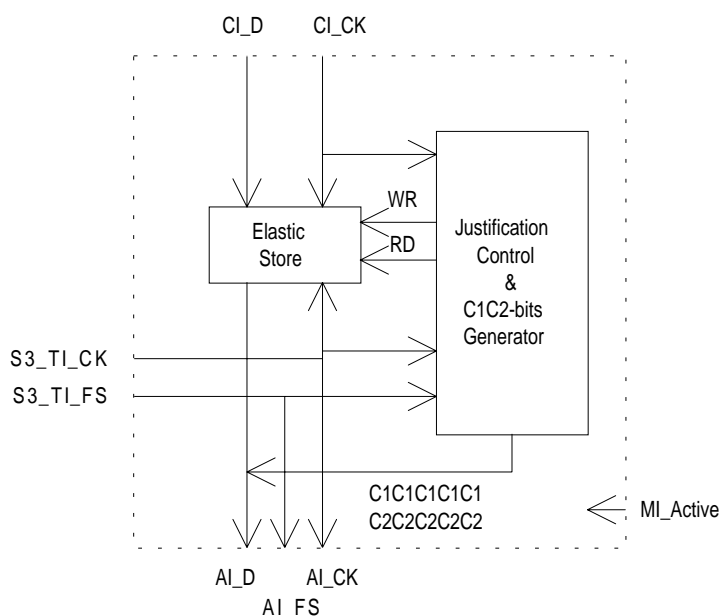 CI_D
CI_CK
WR
RD
Elastic
Store
Justification
Control
&
C1C2-bits
Generator
S3_TI_CK
S3_TI_FS
C1C1C1C1C1
C2C2C2C2C2
MI_Active
AI_D
AI_CK
AI_FS